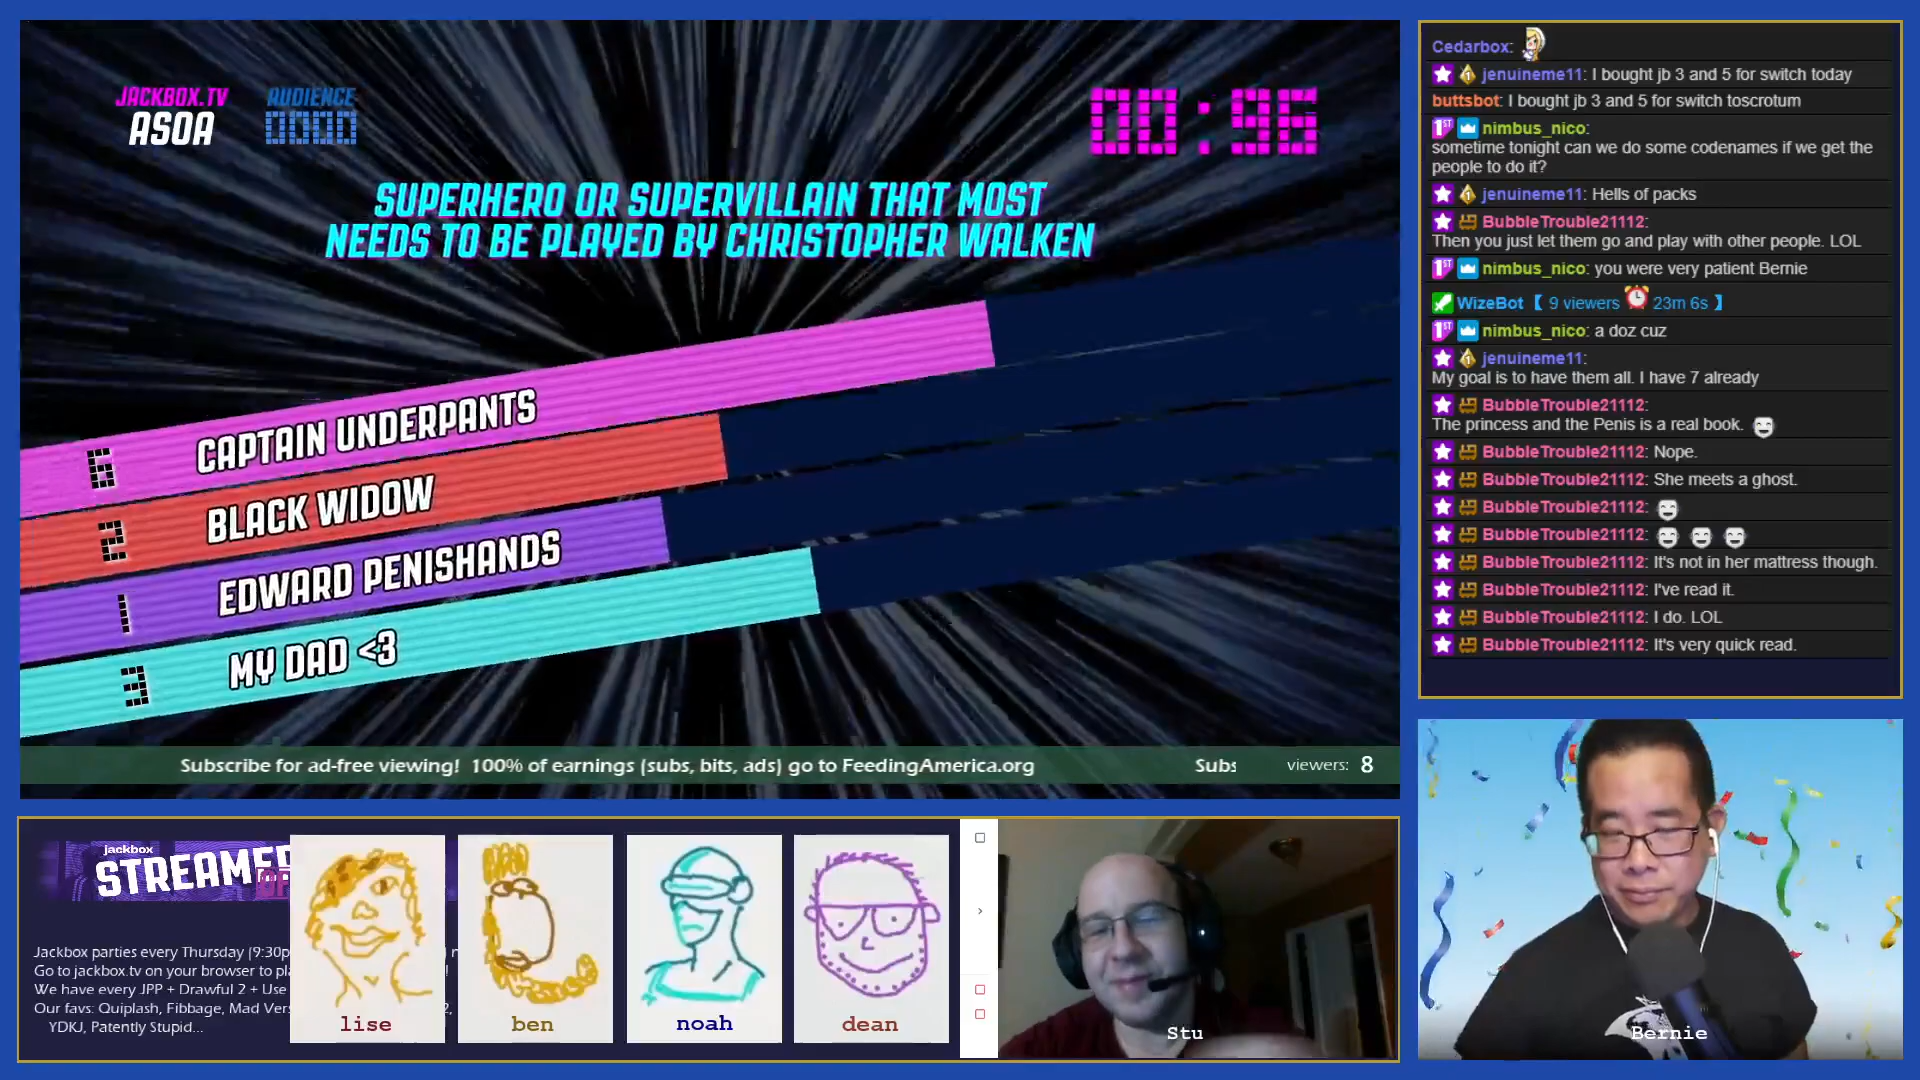 JACKBOX.TV
ASOA
AUDIENCE
0000
00:96
SUPERHERO OR SUPERVILLAIN THAT MOST
NEEDS TO BE PLAYED BY CHRISTOPHER WALKEN
6 CAPTAIN UNDERPANTS
2 BLACK WIDOW
1 EDWARD PENISHANDS
3 MY DAD <3
Subscribe for ad-free viewing! 100% of earnings (subs, bits, ads) go to FeedingAmerica.org
Subs
viewers: 8
Cedarbox:
jenuineme11: I bought jb 3 and 5 for switch today
buttsbot: I bought jb 3 and 5 for switch toscrotum
1ST nimbus_nico:
sometime tonight can we do some codenames if we get the
people to do it?
jenuineme11: Hells of packs
BubbleTrouble21112:
Then you just let them go and play with other people. LOL
1ST nimbus_nico: you were very patient Bernie
WizeBot 【 9 viewers 23m 6s 】
1ST nimbus_nico: a doz cuz
jenuineme11:
My goal is to have them all. I have 7 already
BubbleTrouble21112:
The princess and the Penis is a real book.
BubbleTrouble21112: Nope.
BubbleTrouble21112: She meets a ghost.
BubbleTrouble21112:
BubbleTrouble21112:
BubbleTrouble21112: It's not in her mattress though.
BubbleTrouble21112: I've read it.
BubbleTrouble21112: I do. LOL
BubbleTrouble21112: It's very quick read.
jackbox
STREAMER
Jackbox parties every Thursday (9:30p
Go to jackbox.tv on your browser to pla
We have every JPP + Drawful 2 + Use
Our favs: Quiplash, Fibbage, Mad Vers
YDKJ, Patently Stupid...
lise
ben
noah
dean
Stu
Bernie